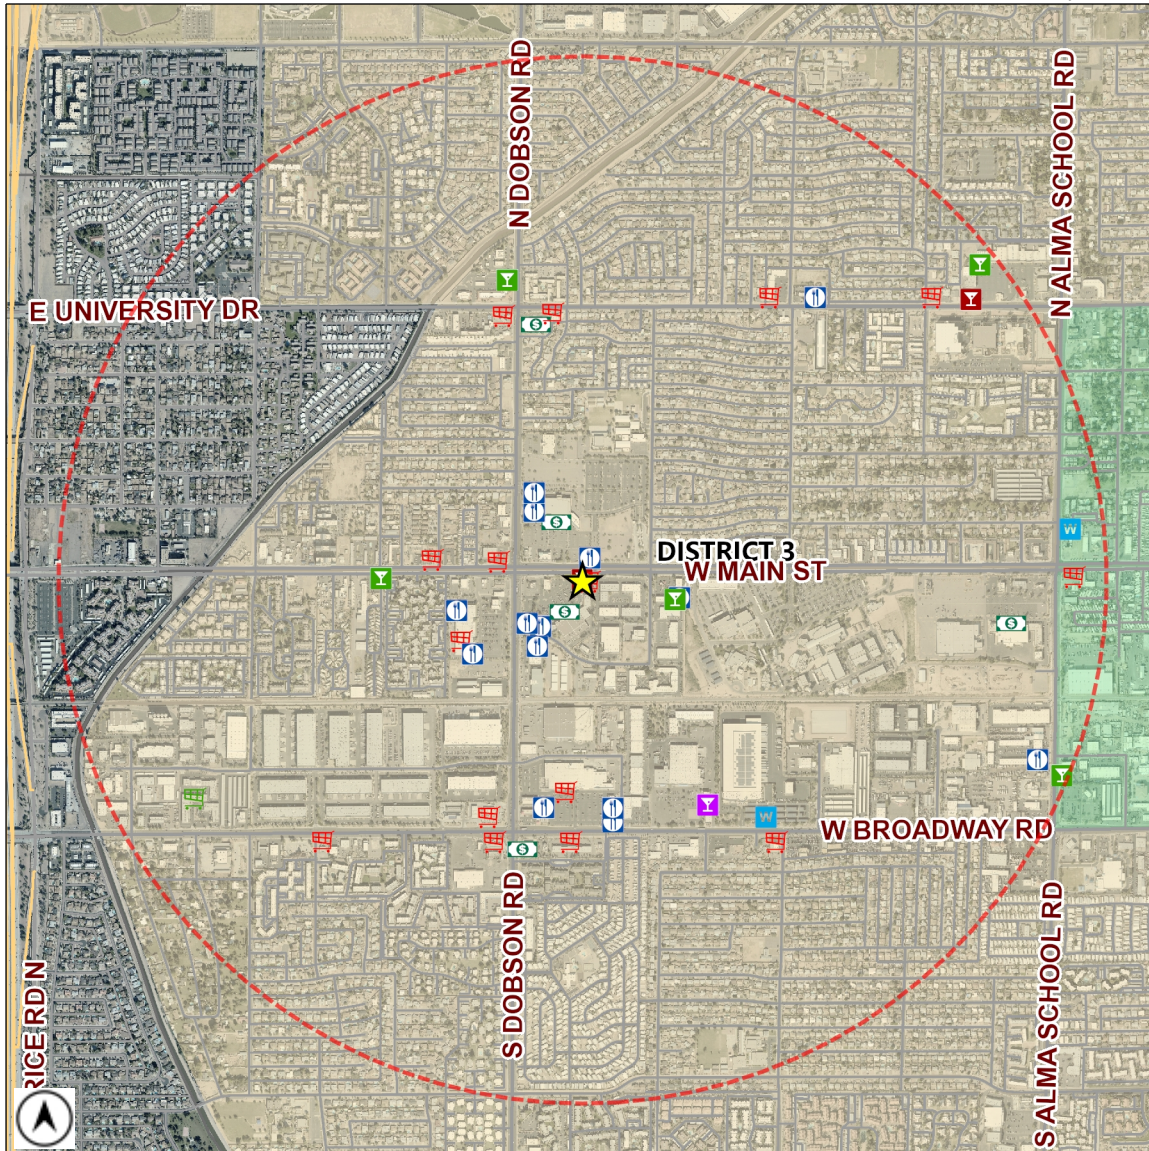 N DOBSON RD
N ALMA SCHOOL RD
E UNIVERSITY DR
$
W
DISTRICT 3
W MAIN ST
$
$
$
W
W BROADWAY RD
$
S DOBSON RD
S ALMA SCHOOL RD
RICE RD N